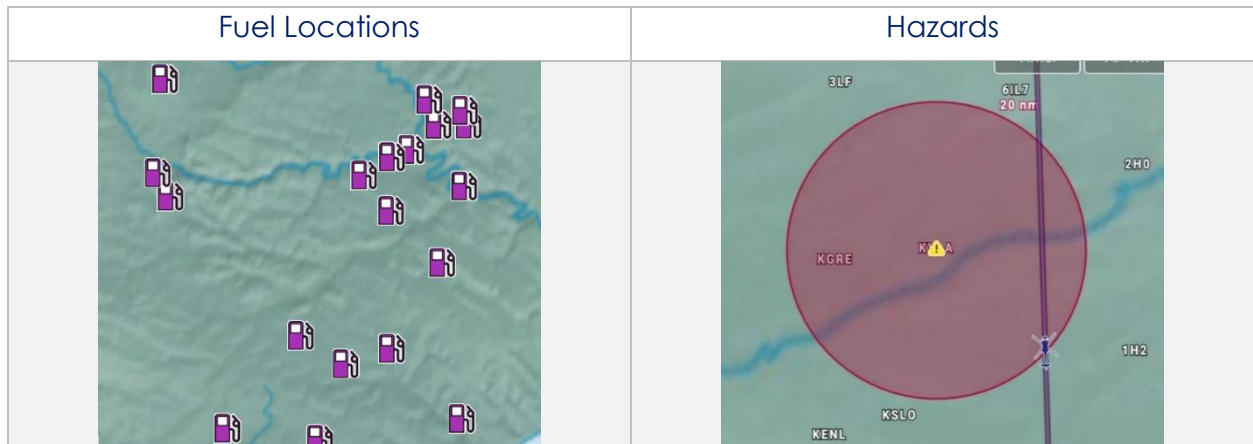 Fuel Locations
Hazards
3LF
6IL7
20 nm
2H0
KGRE
1H2
KSLO
KENL